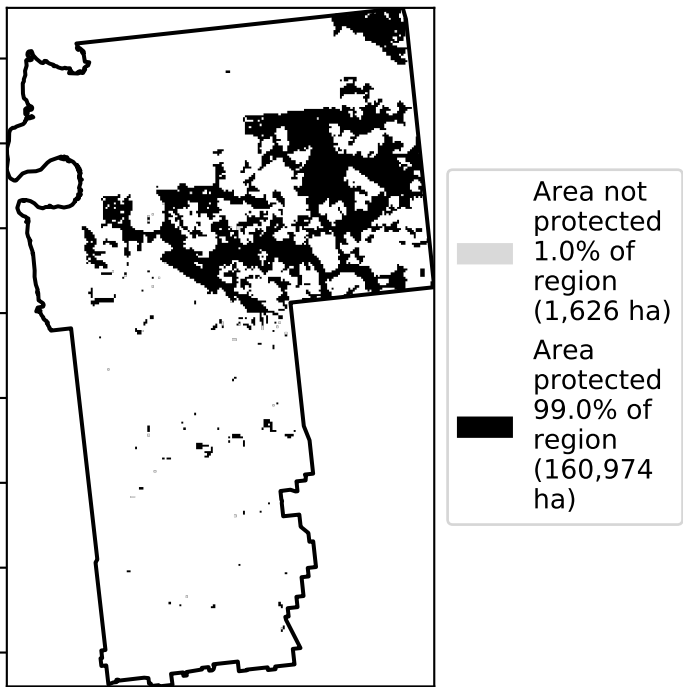 Area not
protected
1.0% of
region
(1,626 ha)
Area
protected
99.0% of
region
(160,974
ha)